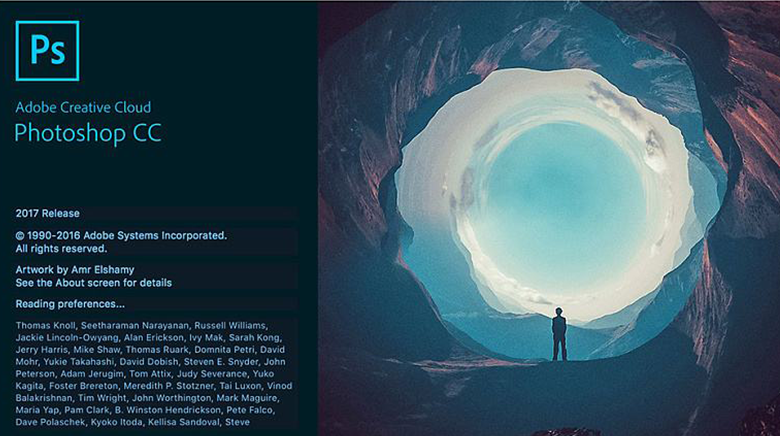 Ps
Adobe Creative Cloud
Photoshop CC
2017 Release
© 1990-2016 Adobe Systems Incorporated.
All rights reserved.
Artwork by Amr Elshamy
See the About screen for details
Reading preferences...
Thomas Knoll, Seetharaman Narayanan, Russell Williams,
Jackie Lincoln-Owyang, Alan Erickson, Ivy Mak, Sarah Kong,
Jerry Harris, Mike Shaw, Thomas Ruark, Domnita Petri, David
Mohr, Yukie Takahashi, David Dobish, Steven E. Snyder, John
Peterson, Adam Jerugim, Tom Attix, Judy Severance, Yuko
Kagita, Foster Brereton, Meredith P. Stotzner, Tai Luxon, Vinod
Balakrishnan, Tim Wright, John Worthington, Mark Maguire,
Maria Yap, Pam Clark, B. Winston Hendrickson, Pete Falco,
Dave Polaschek, Kyoko Itoda, Kellisa Sandoval, Steve